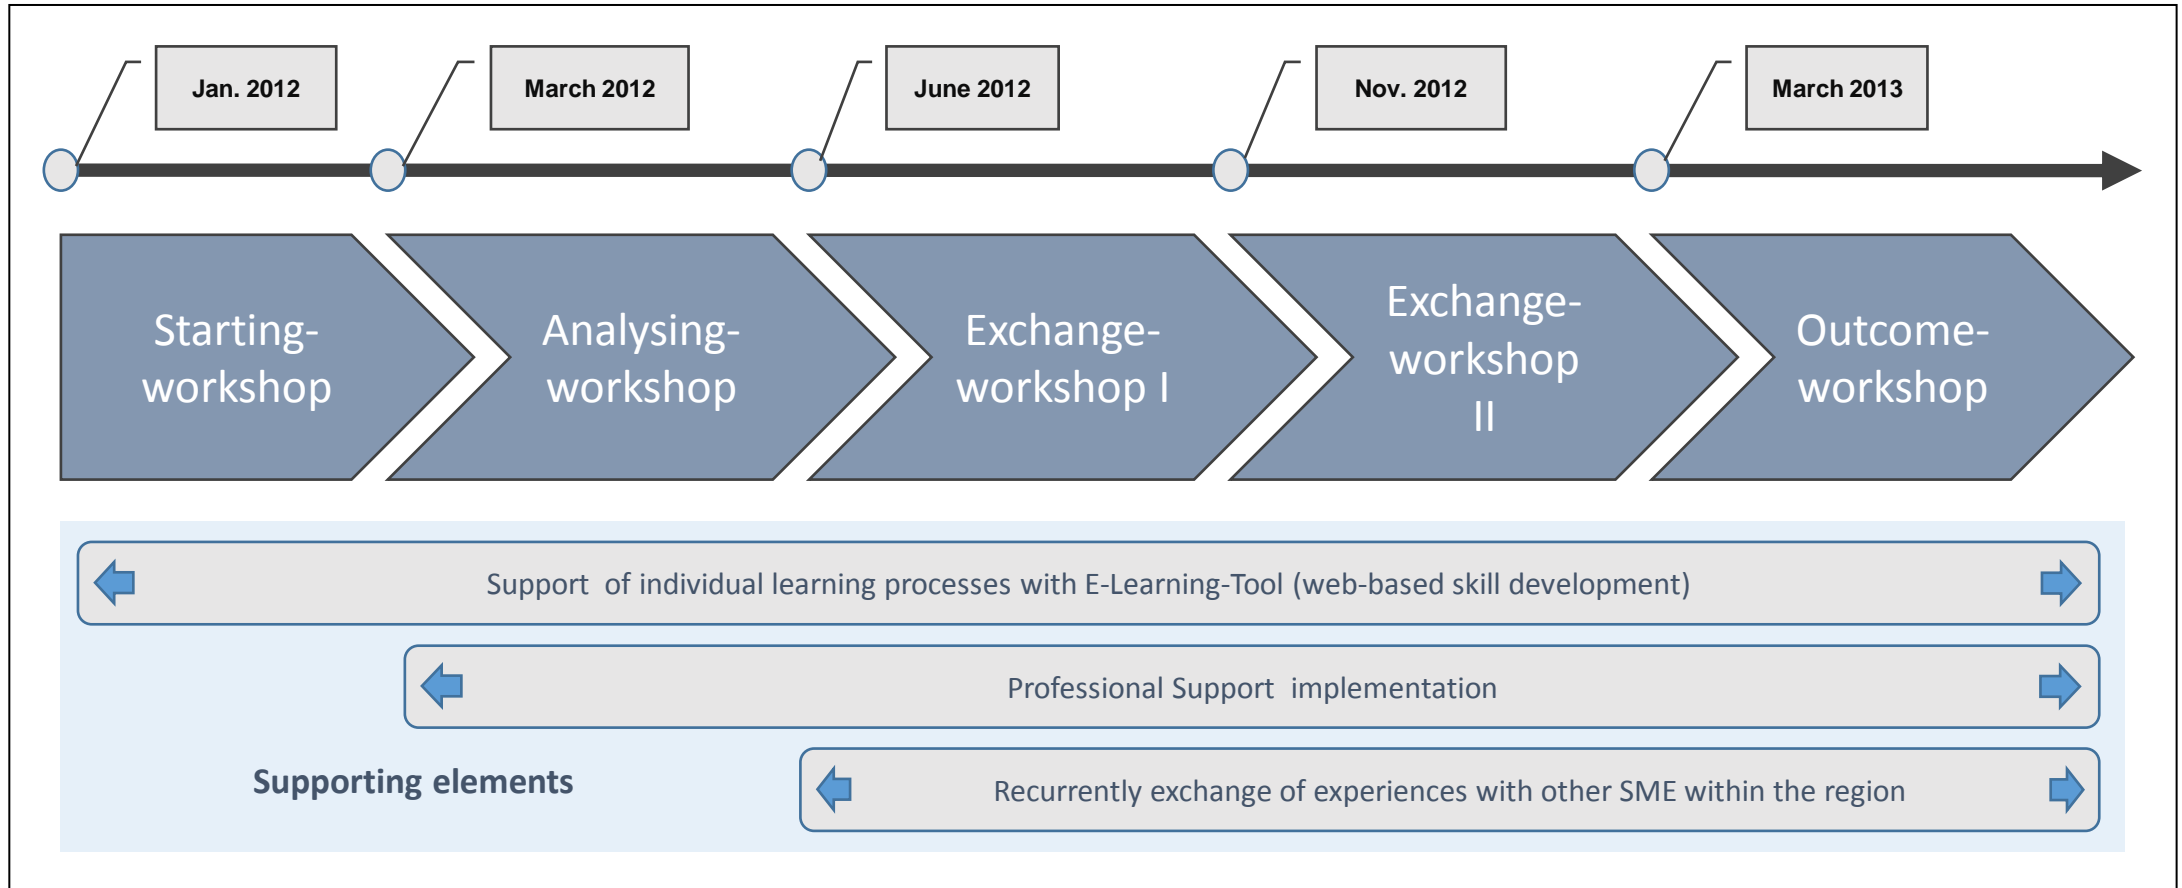 Jan. 2012
March 2012
June 2012
Nov. 2012
March 2013
Starting-
workshop
Analysing-
workshop
Exchange-
workshop I
Exchange-
workshop
II
Outcome-
workshop
Support of individual learning processes with E-Learning-Tool (web-based skill development)
Professional Support implementation
Supporting elements
Recurrently exchange of experiences with other SME within the region